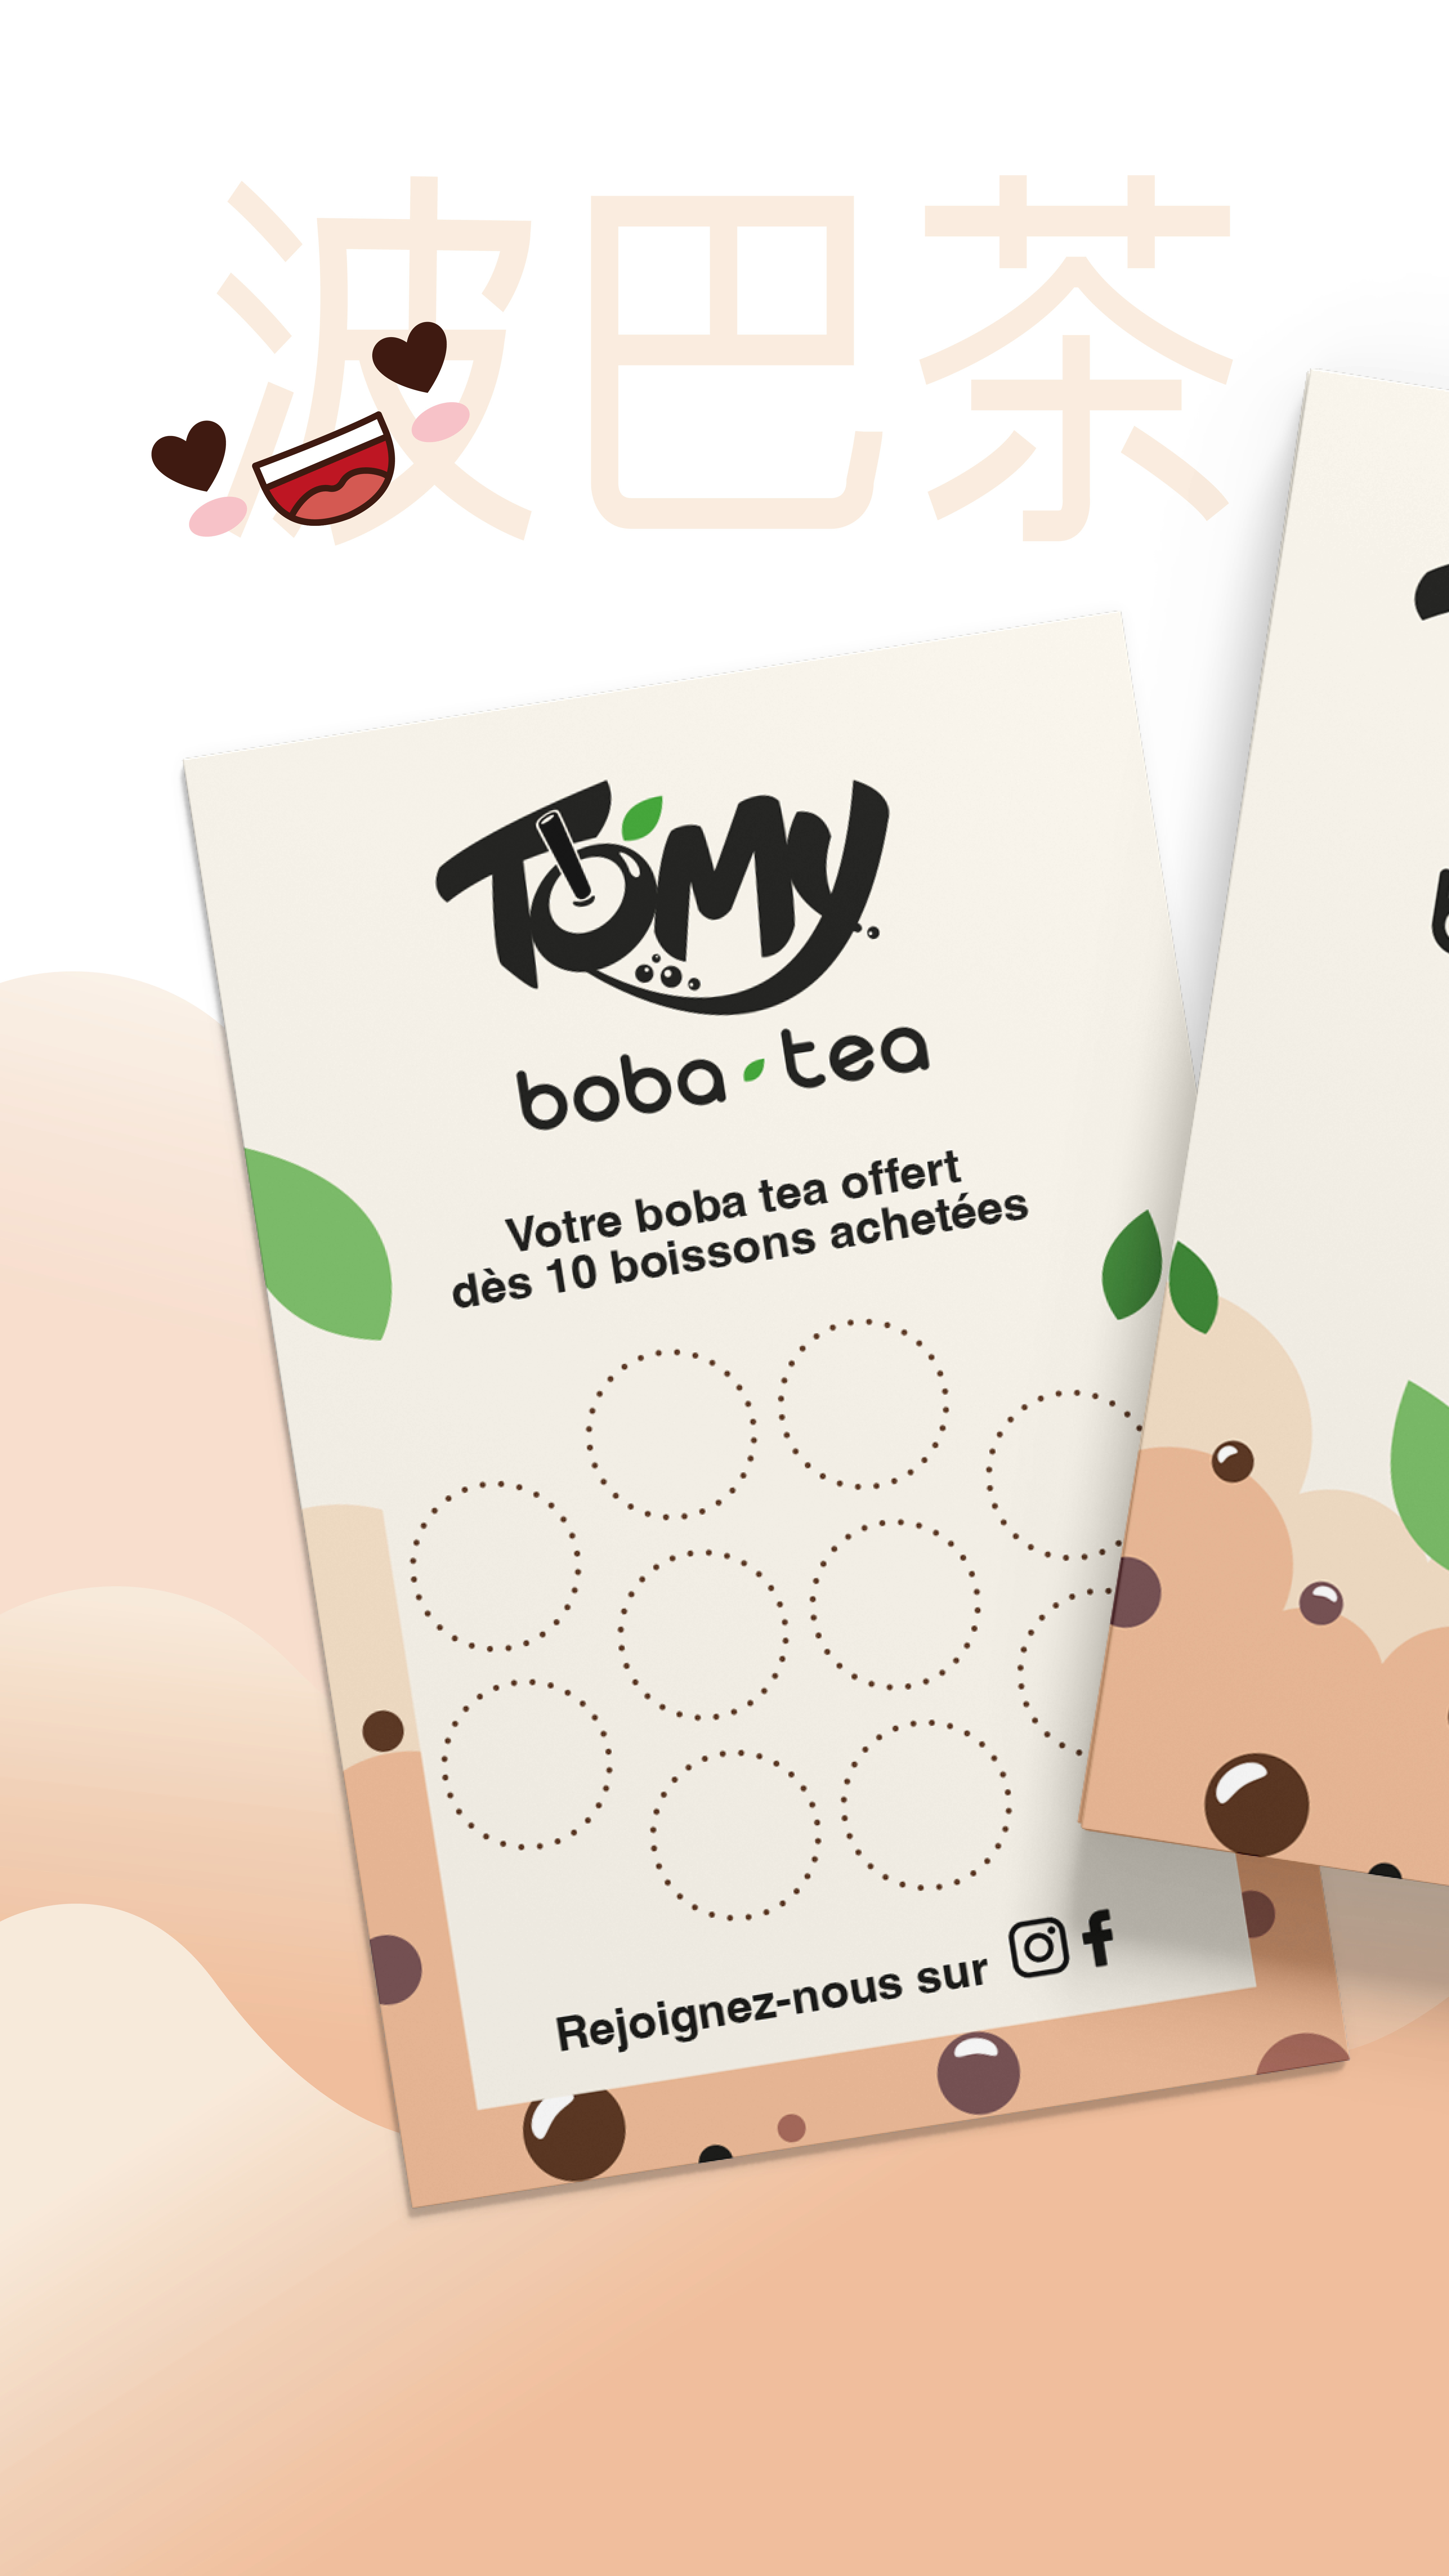 波巴茶
TOMY
boba tea
Votre boba tea offert
dès 10 boissons achetées
Rejoignez-nous sur